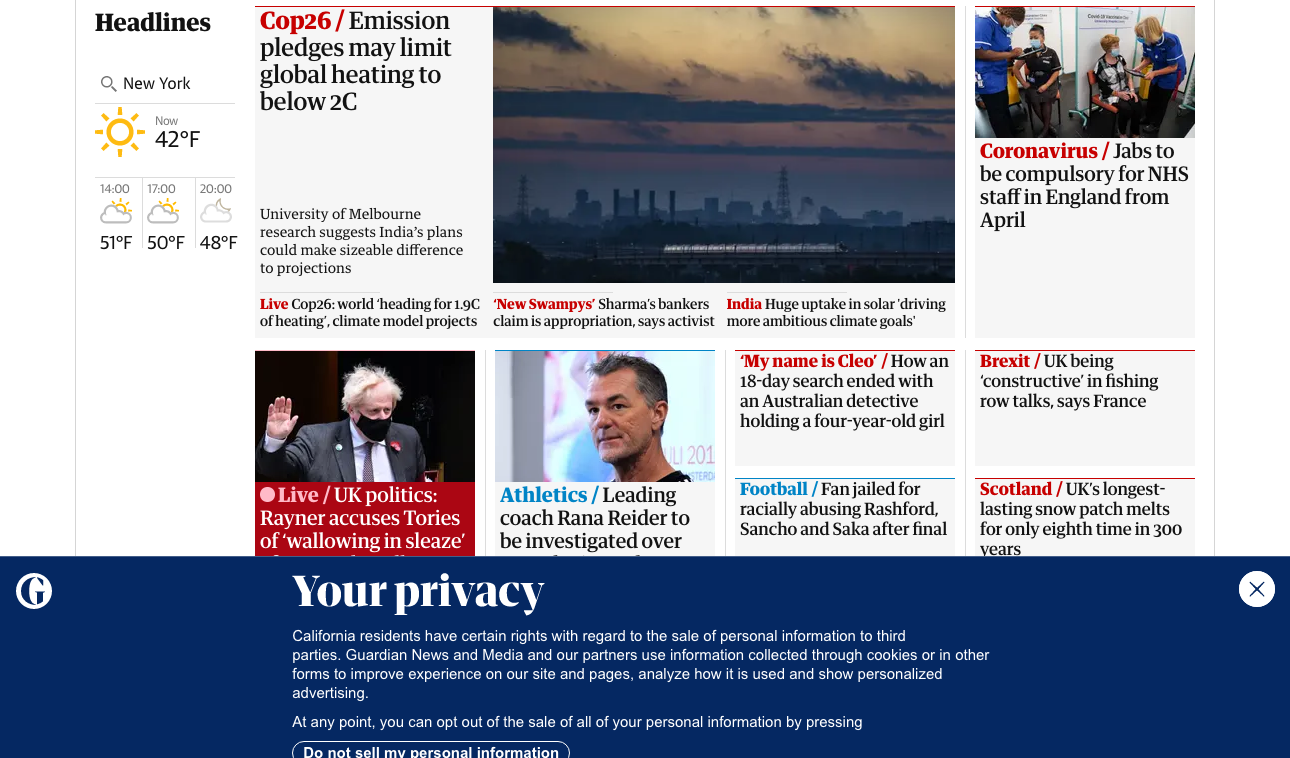 Headlines
New York
Now
42°F
14:00
51°F
17:00
50°F
20:00
48°F
Cop26 / Emission
pledges may limit
global heating to
below 2C
University of Melbourne
research suggests India's plans
could make sizeable difference
to projections
Live Cop26: world 'heading for 1.9C
of heating', climate model projects
'New Swampys' Sharma's bankers
claim is appropriation, says activist
India Huge uptake in solar 'driving
more ambitious climate goals'
Coronavirus / Jabs to
be compulsory for NHS
staff in England from
April
Live / UK politics:
Rayner accuses Tories
of 'wallowing in sleaze'
Athletics / Leading
coach Rana Reider to
be investigated over
'My name is Cleo' / How an
18-day search ended with
an Australian detective
holding a four-year-old girl
Football / Fan jailed for
racially abusing Rashford,
Sancho and Saka after final
Brexit / UK being
'constructive' in fishing
row talks, says France
Scotland / UK's longest-
lasting snow patch melts
for only eighth time in 300
years
Your privacy
California residents have certain rights with regard to the sale of personal information to third
parties. Guardian News and Media and our partners use information collected through cookies or in other
forms to improve experience on our site and pages, analyze how it is used and show personalized
advertising.
At any point, you can opt out of the sale of all of your personal information by pressing
Do not sell my personal information